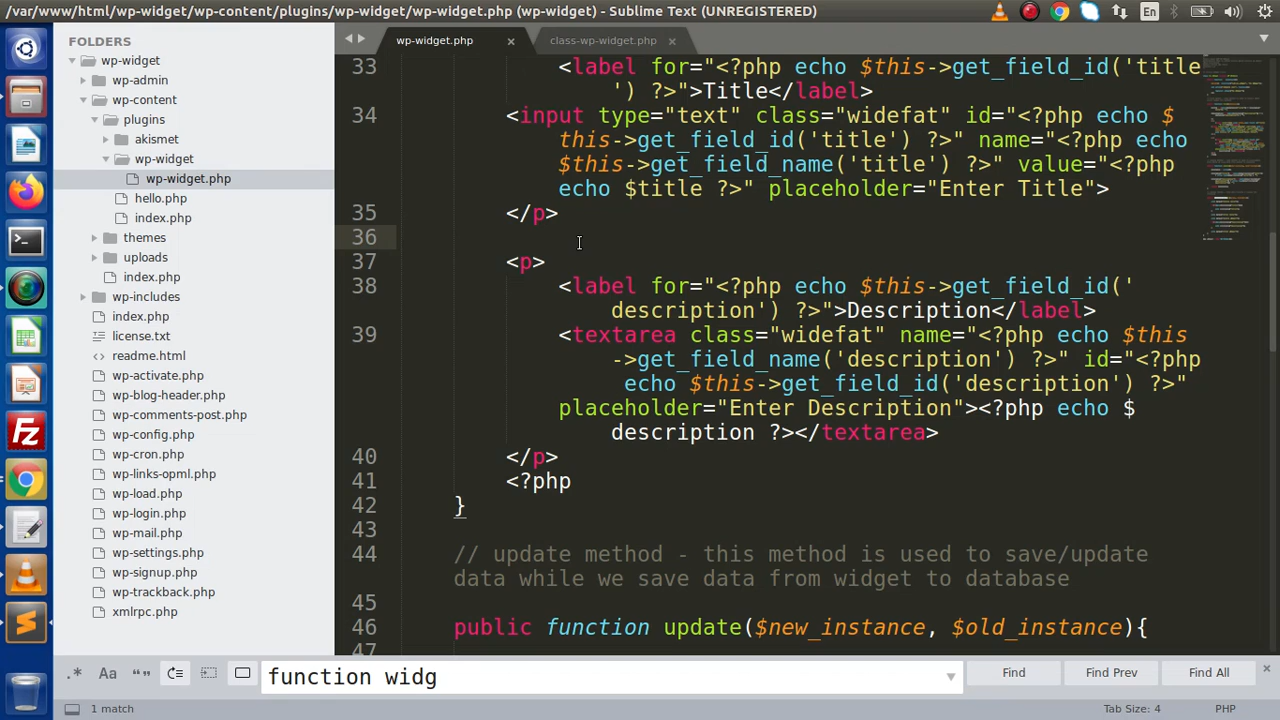 /var/www/html/wp-widget/wp-content/plugins/wp-widget/wp-widget.php (wp-widget) - Sublime Text (UNREGISTERED)
En
FOLDERS
wp-widget
wp-admin
wp-content
plugins
akismet
wp-widget
wp-widget.php
hello.php
index.php
themes
uploads
index.php
wp-includes
index.php
license.txt
readme.html
wp-activate.php
wp-blog-header.php
wp-comments-post.php
wp-config.php
wp-cron.php
wp-links-opml.php
wp-load.php
wp-login.php
wp-mail.php
wp-settings.php
wp-signup.php
wp-trackback.php
xmlrpc.php
wp-widget.php
class-wp-widget.php
33 <label for="<?php echo $this->get_field_id('title
') ?>">Title</label>
34 <input type="text" class="widefat" id="<?php echo $
this->get_field_id('title') ?>" name="<?php echo
$this->get_field_name('title') ?>" value="<?php
echo $title ?>" placeholder="Enter Title">
35 </p>
36
37 <p>
38 <label for="<?php echo $this->get_field_id('
description') ?>">Description</label>
39 <textarea class="widefat" name="<?php echo $this
->get_field_name('description') ?>" id="<?php
echo $this->get_field_id('description') ?>"
placeholder="Enter Description"><?php echo $
description ?></textarea>
40 </p>
41 <?php
42 }
43
44 // update method - this method is used to save/update
data while we save data from widget to database
45
46 public function update($new_instance, $old_instance){
47
.*
Aa
“”
function widg
Find
Find Prev
Find All
1 match
Tab Size: 4
PHP